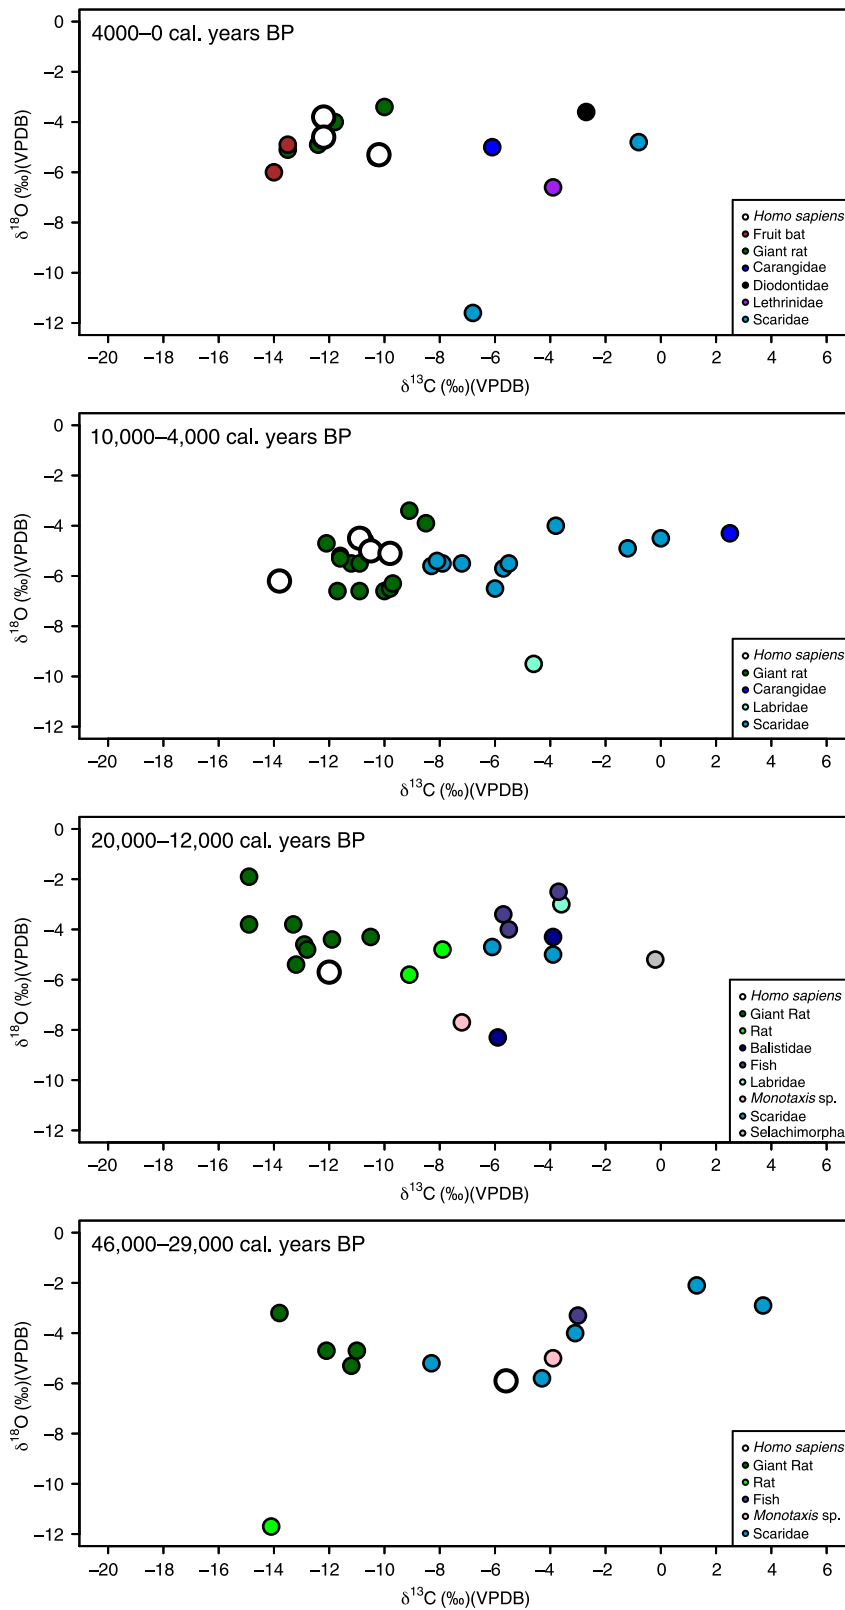 4000–0 cal. years BP
0
−2
−4
−6
−8
−10
−12
δ18O (‰)(VPDB)
−20 −18 −16 −14 −12 −10 −8 −6 −4 −2 0 2 4 6
δ13C (‰)(VPDB)
Homo sapiens
Fruit bat
Giant rat
Carangidae
Diodontidae
Lethrinidae
Scaridae
10,000–4,000 cal. years BP
0
−2
−4
−6
−8
−10
−12
δ18O (‰)(VPDB)
−20 −18 −16 −14 −12 −10 −8 −6 −4 −2 0 2 4 6
δ13C (‰)(VPDB)
Homo sapiens
Giant rat
Carangidae
Labridae
Scaridae
20,000–12,000 cal. years BP
0
−2
−4
−6
−8
−10
−12
δ18O (‰)(VPDB)
−20 −18 −16 −14 −12 −10 −8 −6 −4 −2 0 2 4 6
δ13C (‰)(VPDB)
Homo sapiens
Giant Rat
Rat
Balistidae
Fish
Labridae
Monotaxis sp.
Scaridae
Selachimorpha
46,000–29,000 cal. years BP
0
−2
−4
−6
−8
−10
−12
δ18O (‰)(VPDB)
−20 −18 −16 −14 −12 −10 −8 −6 −4 −2 0 2 4 6
δ13C (‰)(VPDB)
Homo sapiens
Giant Rat
Rat
Fish
Monotaxis sp.
Scaridae